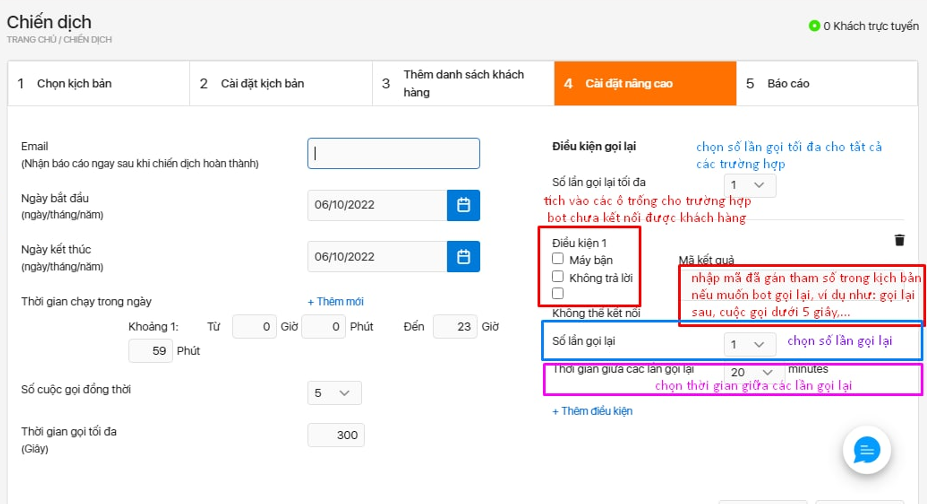 Chiến dịch
TRANG CHỦ / CHIẾN DỊCH
0 Khách trực tuyến
1 Chọn kịch bản
2 Cài đặt kịch bản
3 Thêm danh sách khách
hàng
4 Cài đặt nâng cao
5 Báo cáo
Email
(Nhận báo cáo ngay sau khi chiến dịch hoàn thành)
Ngày bắt đầu
(ngày/tháng/năm)
06/10/2022
Ngày kết thúc
(ngày/tháng/năm)
06/10/2022
Thời gian chạy trong ngày
+ Thêm mới
Khoảng 1: Từ 0 Giờ 0 Phút Đến 23 Giờ
59 Phút
Số cuộc gọi đồng thời
5
Thời gian gọi tối đa
(Giây)
300
Điều kiện gọi lại
chọn số lần gọi tối đa cho tất cả
các trường hợp
Số lần gọi lại tối đa
1
tích vào các ô trống cho trường hợp
bot chưa kết nối được khách hàng
Điều kiện 1
Máy bận
Không trả lời
Không thể kết nối
Mã kết quả
nhập mã đã gán tham số trong kịch bản
nếu muốn bot gọi lại, ví dụ như: gọi lại
sau, cuộc gọi dưới 5 giây,...
Số lần gọi lại
1
chọn số lần gọi lại
Thời gian giữa các lần gọi lại
20 minutes
chọn thời gian giữa các lần gọi lại
+ Thêm điều kiện